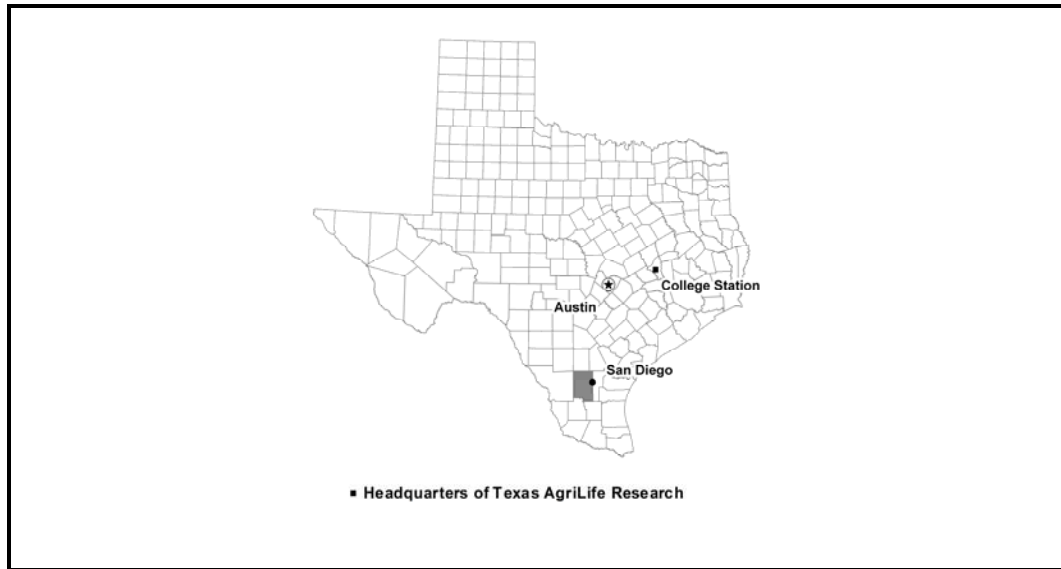 College Station
Austin
San Diego
Headquarters of Texas AgriLife Research